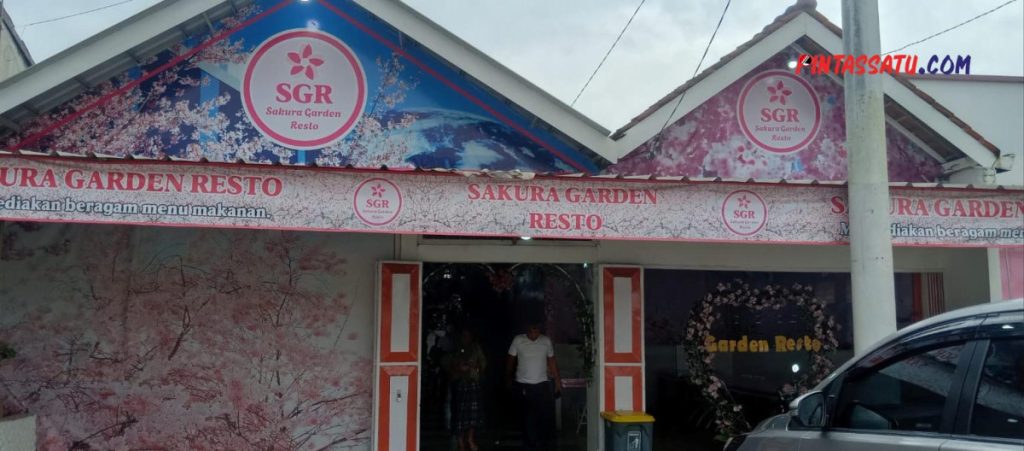 PINTASSATU.COM
SGR
Sakura Garden
Resto
SGR
Sakura Garden
Resto
URA GARDEN RESTO
ediakan beragam menu makanan.
SGR
Sakura Garden
Resto
SAKURA GARDEN
RESTO
SGR
Sakura Garden
Resto
URA GARDEN
ediakan beragam menu
Garden Resto